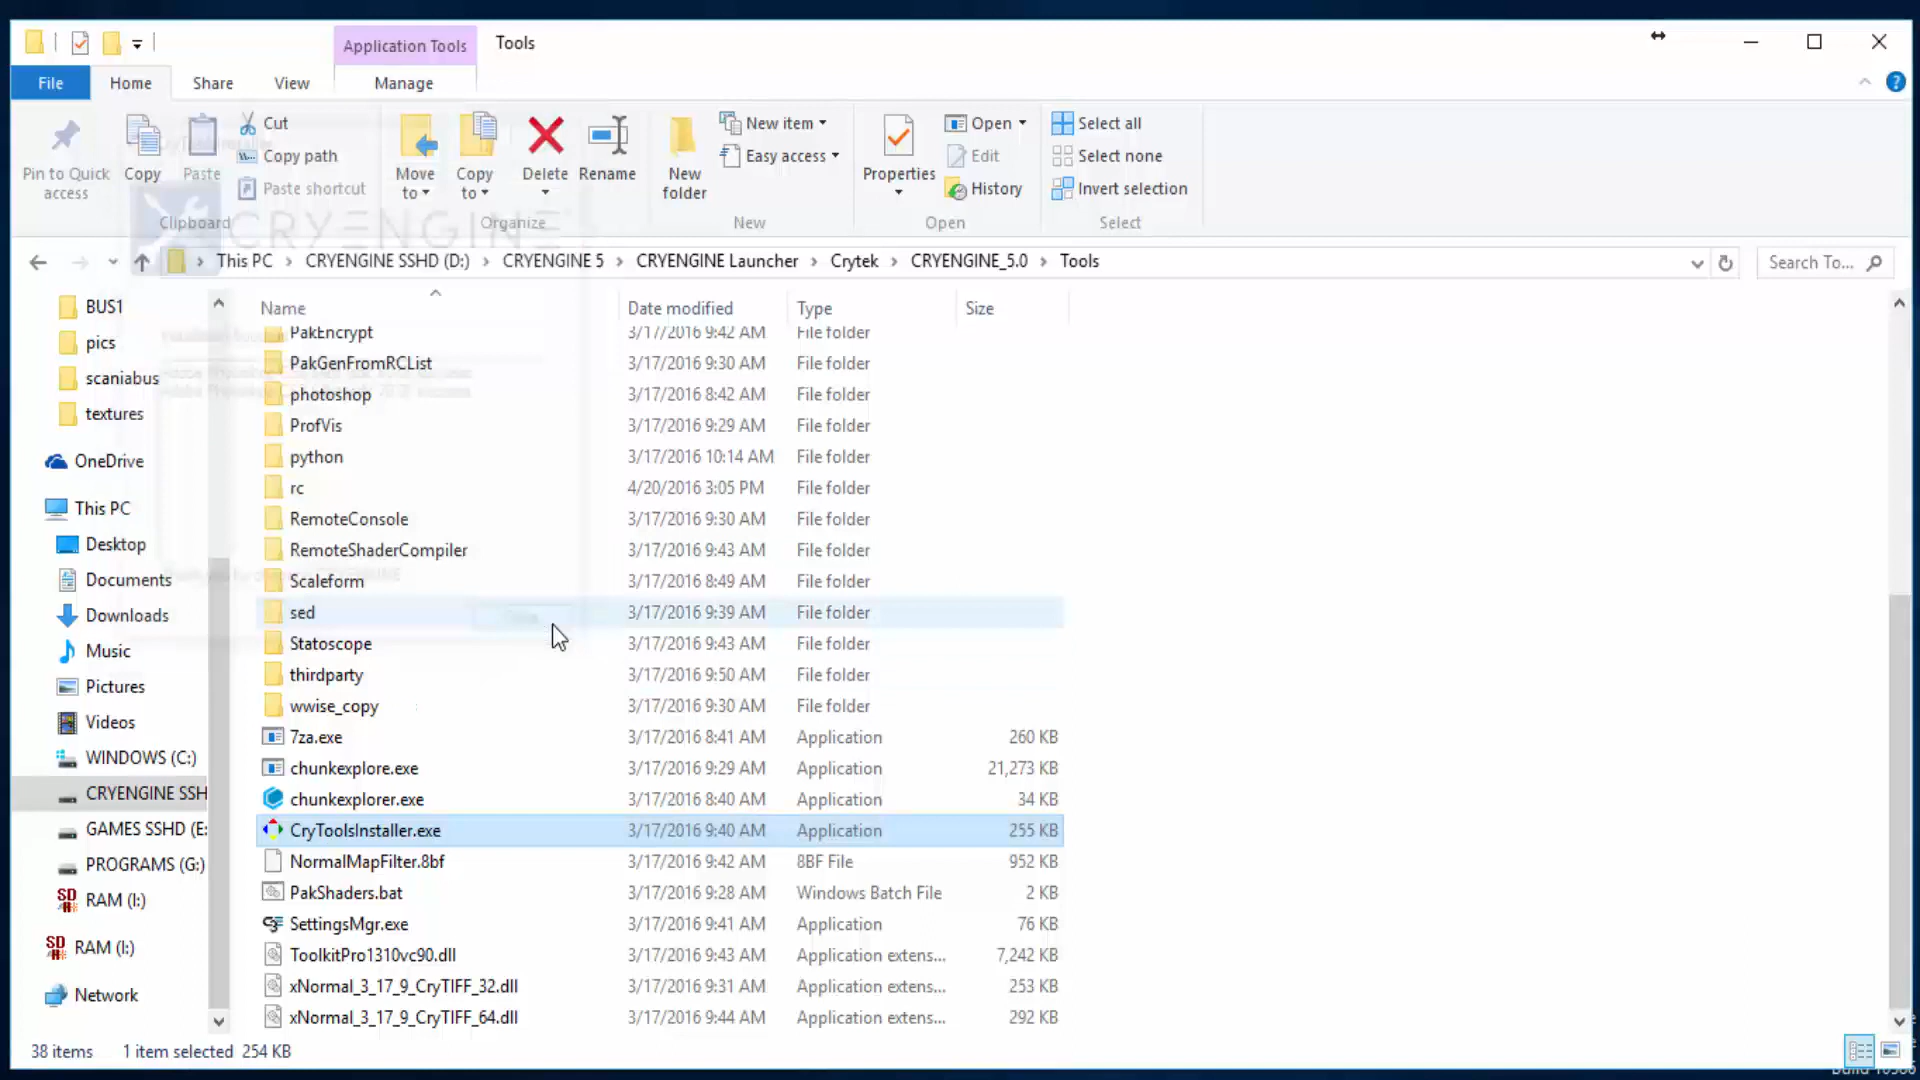 Application Tools
Tools
File
Home
Share
View
Manage
Pin to Quick access
Copy
Paste
Cut
Copy path
Paste shortcut
Clipboard
Move to
Copy to
Delete
Rename
Organize
New folder
New item
Easy access
New
Properties
Open
Edit
History
Open
Select all
Select none
Invert selection
Select
CRYENGINE
This PC > CRYENGINE SSHD (D:) > CRYENGINE 5 > CRYENGINE Launcher > Crytek > CRYENGINE_5.0 > Tools
Search To...
BUS1
pics
scaniabus
textures
OneDrive
This PC
Desktop
Documents
Downloads
Music
Pictures
Videos
WINDOWS (C:)
CRYENGINE SSH
GAMES SSHD (E:
PROGRAMS (G:)
RAM (I:)
RAM (I:)
Network
Name Date modified Type Size
PakEncrypt 3/17/2016 9:42 AM File folder
PakGenFromRCList 3/17/2016 9:30 AM File folder
photoshop 3/17/2016 8:42 AM File folder
ProfVis 3/17/2016 9:29 AM File folder
python 3/17/2016 10:14 AM File folder
rc 4/20/2016 3:05 PM File folder
RemoteConsole 3/17/2016 9:30 AM File folder
RemoteShaderCompiler 3/17/2016 9:43 AM File folder
Scaleform 3/17/2016 8:49 AM File folder
sed 3/17/2016 9:39 AM File folder
Statoscope 3/17/2016 9:43 AM File folder
thirdparty 3/17/2016 9:50 AM File folder
wwise_copy 3/17/2016 9:30 AM File folder
7za.exe 3/17/2016 8:41 AM Application 260 KB
chunkexplore.exe 3/17/2016 9:29 AM Application 21,273 KB
chunkexplorer.exe 3/17/2016 8:40 AM Application 34 KB
CryToolsInstaller.exe 3/17/2016 9:40 AM Application 255 KB
NormalMapFilter.8bf 3/17/2016 9:42 AM 8BF File 952 KB
PakShaders.bat 3/17/2016 9:28 AM Windows Batch File 2 KB
SettingsMgr.exe 3/17/2016 9:41 AM Application 76 KB
ToolkitPro1310vc90.dll 3/17/2016 9:43 AM Application extens... 7,242 KB
xNormal_3_17_9_CryTIFF_32.dll 3/17/2016 9:31 AM Application extens... 253 KB
xNormal_3_17_9_CryTIFF_64.dll 3/17/2016 9:44 AM Application extens... 292 KB
38 items 1 item selected 254 KB